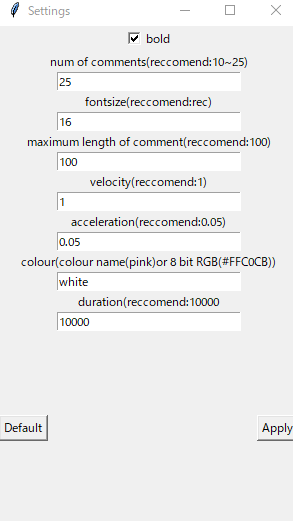 Settings
bold
num of comments(reccomend:10~25)
25
fontsize(reccomend:rec)
16
maximum length of comment(reccomend:100)
100
velocity(reccomend:1)
1
acceleration(reccomend:0.05)
0.05
colour(colour name(pink)or 8 bit RGB(#FFC0CB))
white
duration(reccomend:10000
10000
Default
Apply